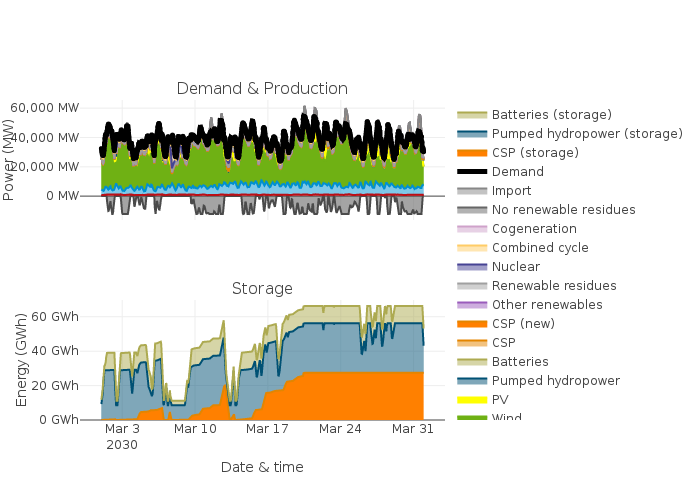 Demand & Production
60,000 MW
40,000 MW
20,000 MW
0 MW
Power (MW)
Storage
60 GWh
40 GWh
20 GWh
0 GWh
Energy (GWh)
Mar 3
2030
Mar 10
Mar 17
Mar 24
Mar 31
Date & time
Batteries (storage)
Pumped hydropower (storage)
CSP (storage)
Demand
Import
No renewable residues
Cogeneration
Combined cycle
Nuclear
Renewable residues
Other renewables
CSP (new)
CSP
Batteries
Pumped hydropower
PV
Wind